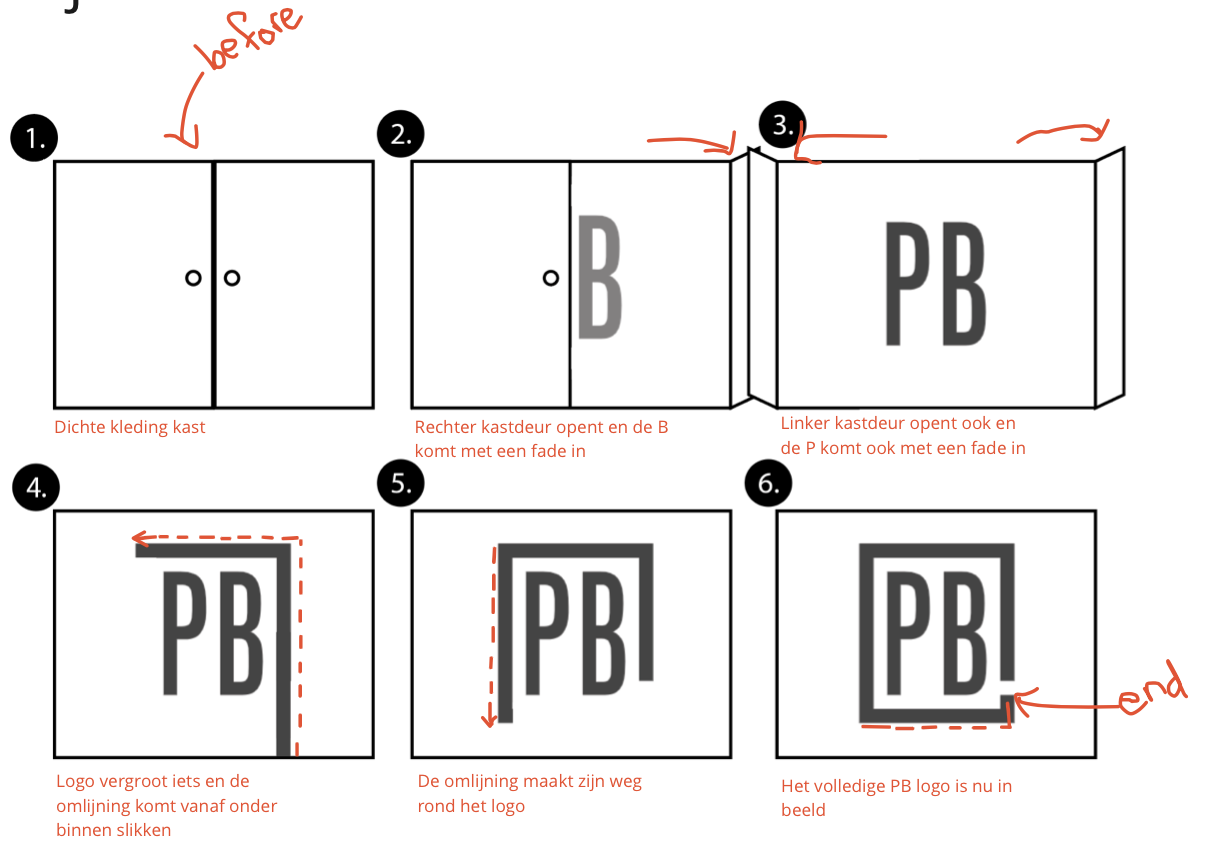 j
before
1.
2.
3.
B
PB
Dichte kleding kast
Rechter kastdeur opent en de B
komt met een fade in
Linker kastdeur opent ook en
de P komt ook met een fade in
4.
5.
6.
PB
PB
PB
end
Logo vergroot iets en de
omlijning komt vanaf onder
binnen slikken
De omlijning maakt zijn weg
rond het logo
Het volledige PB logo is nu in
beeld